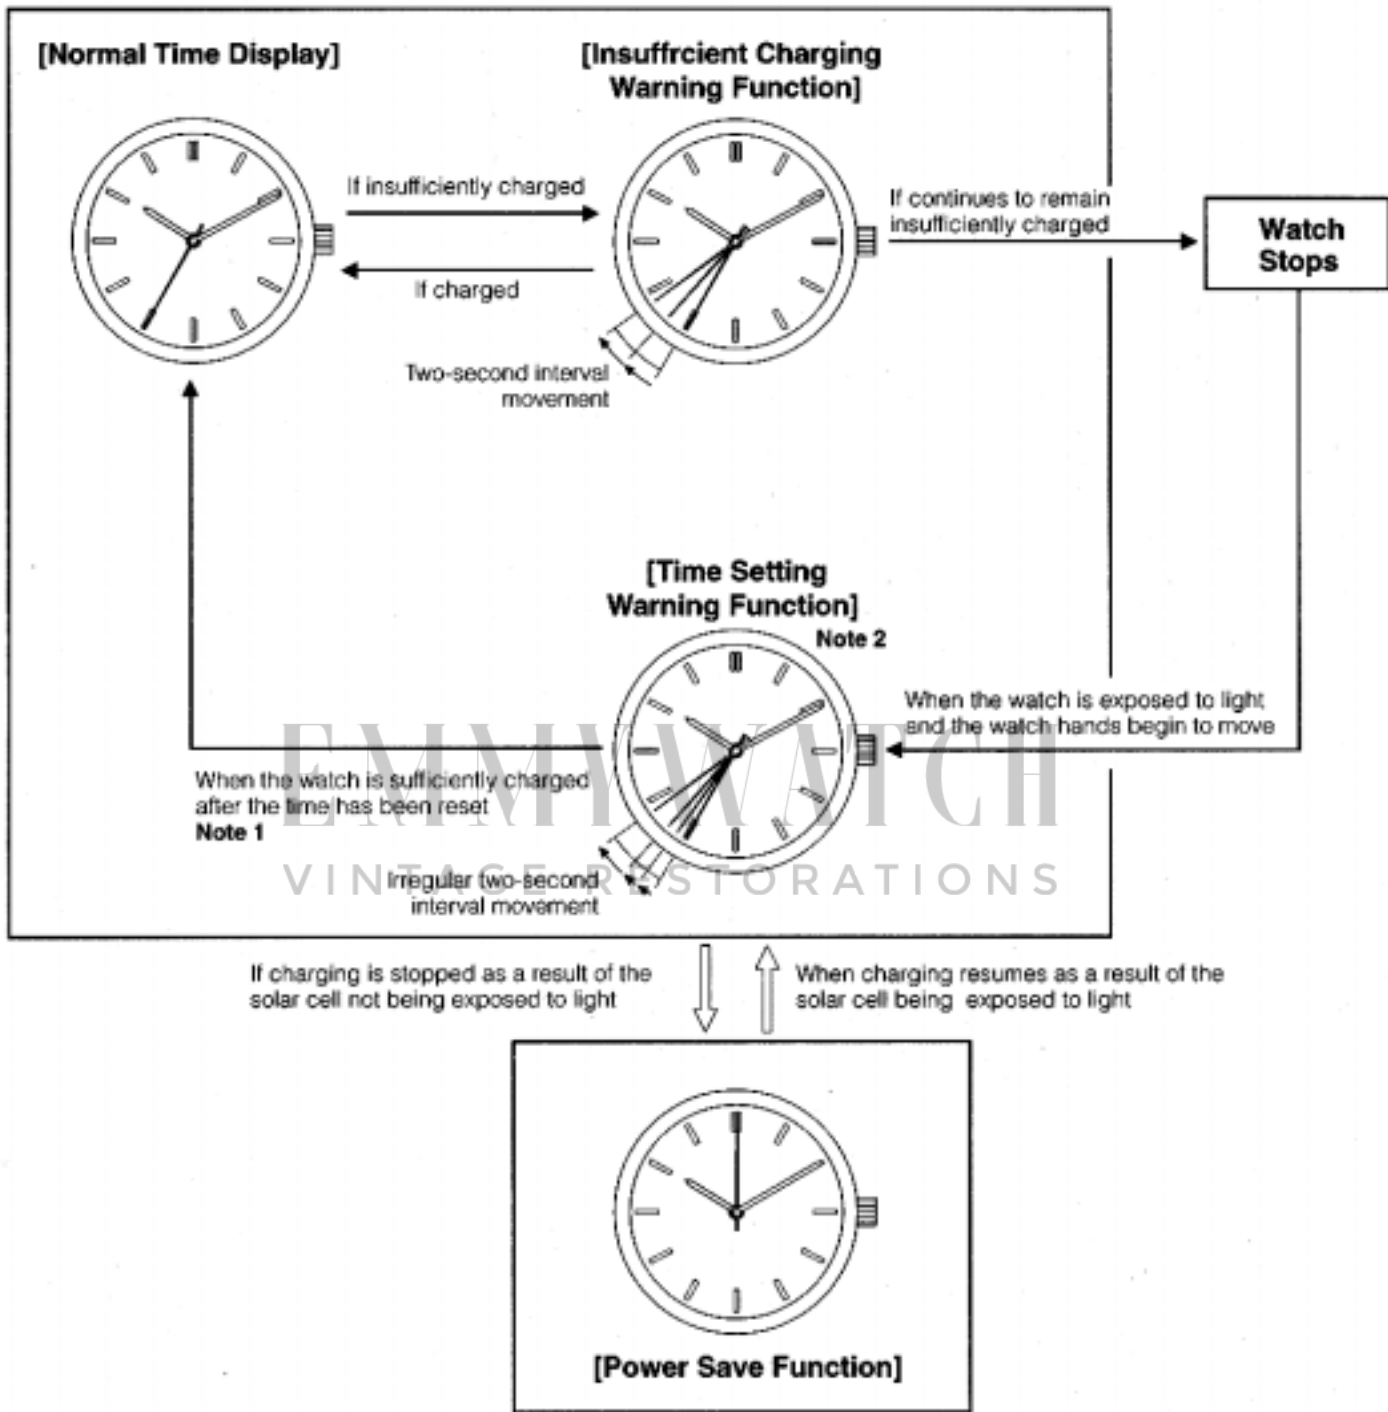 [Normal Time Display]
[Insuffrcient Charging
Warning Function]
If insufficiently charged
If charged
If continues to remain
insufficiently charged
Watch
Stops
Two-second interval
movement
[Time Setting
Warning Function]
Note 2
When the watch is exposed to light
and the watch hands begin to move
When the watch is sufficiently charged
after the time has been reset
Note 1
EMMYWATCH
VINTAGE RESTORATIONS
Irregular two-second
interval movement
If charging is stopped as a result of the
solar cell not being exposed to light
When charging resumes as a result of the
solar cell being exposed to light
[Power Save Function]